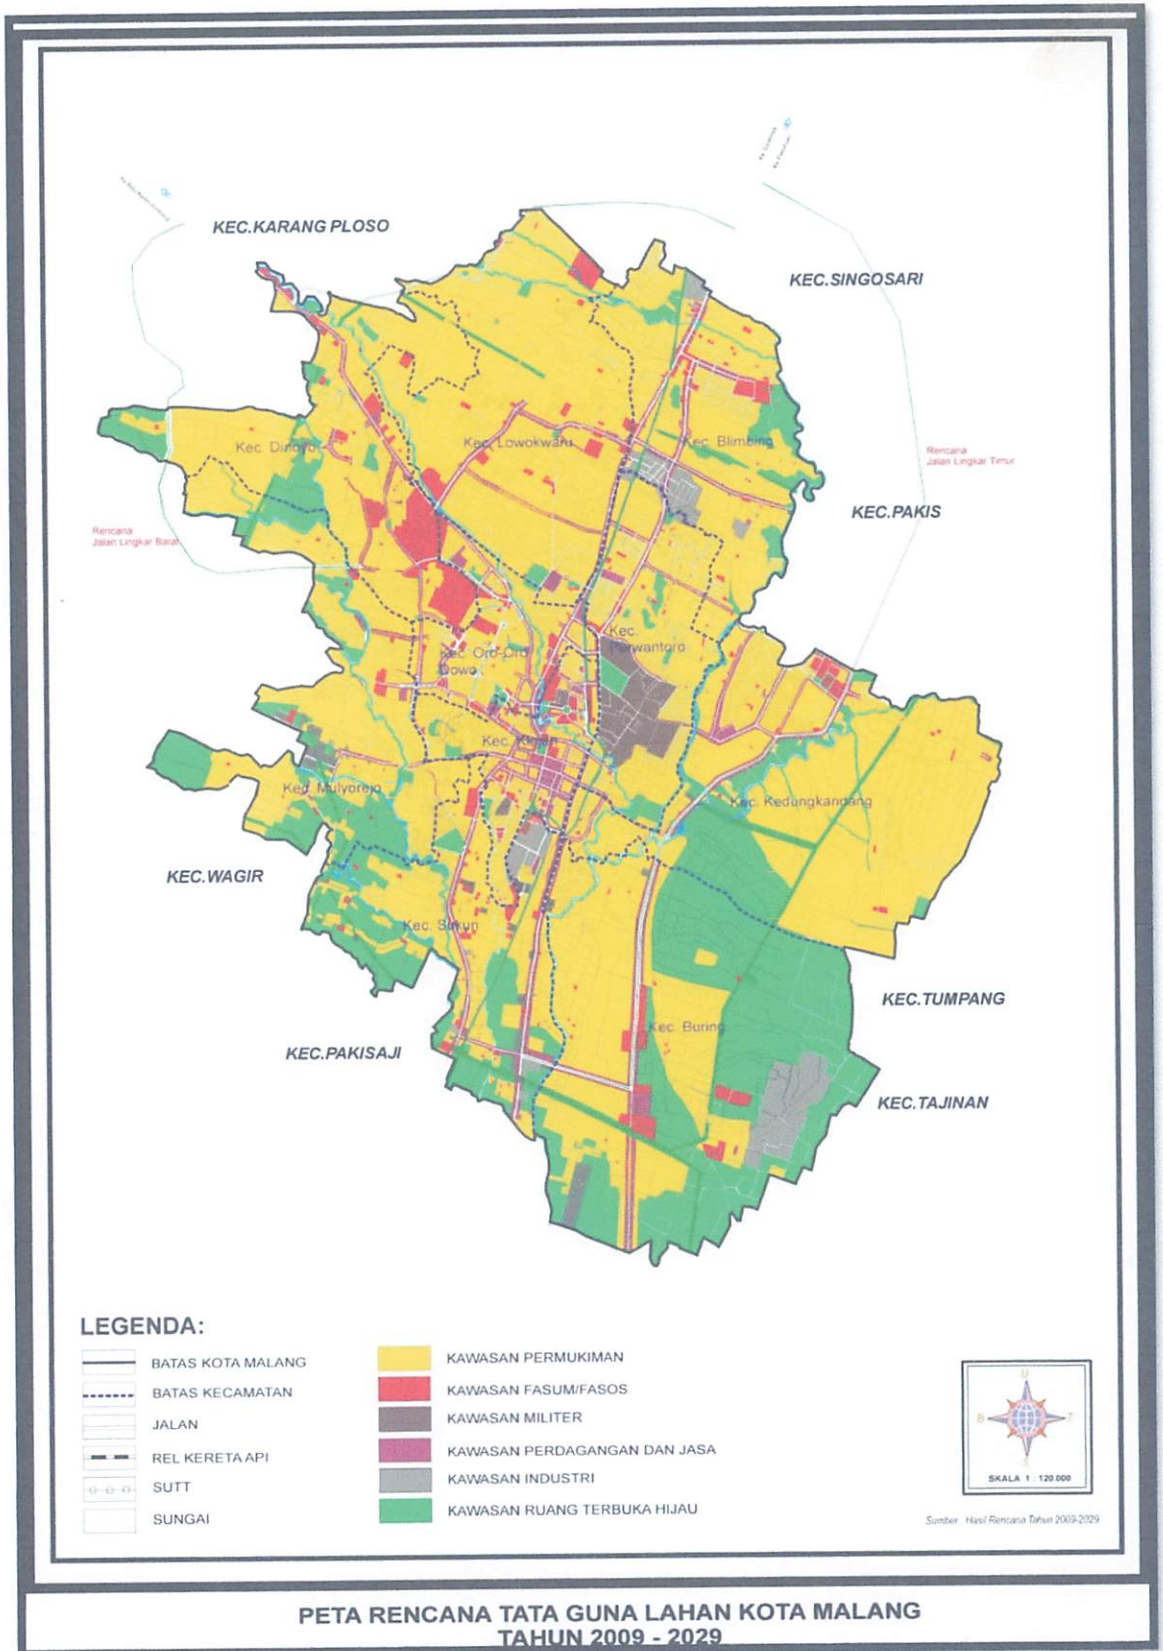 KEC.KARANG PLOSO
KEC.SINGOSARI
Kec. Dinoyo
Kec. Lowokwaru
Kec. Blimbing
Rencana
Jalan Lingkar Timur
KEC.PAKIS
Rencana
Jalan Lingkar Barat
Kec.
Kec. Oro-Oro
Dowo
Kec. Klojen
Kec. Mulyorejo
Kec. Kedungkandang
KEC.WAGIR
Kec. Sukun
KEC.TUMPANG
Kec. Buring
KEC.PAKISAJI
KEC.TAJINAN
LEGENDA:
BATAS KOTA MALANG
BATAS KECAMATAN
JALAN
REL KERETA API
SUTT
SUNGAI
KAWASAN PERMUKIMAN
KAWASAN FASUM/FASOS
KAWASAN MILITER
KAWASAN PERDAGANGAN DAN JASA
KAWASAN INDUSTRI
KAWASAN RUANG TERBUKA HIJAU
U
B
T
S
SKALA 1 : 120.000
Sumber : Hasil Rencana Tahun 2009-2029
PETA RENCANA TATA GUNA LAHAN KOTA MALANG
TAHUN 2009 - 2029